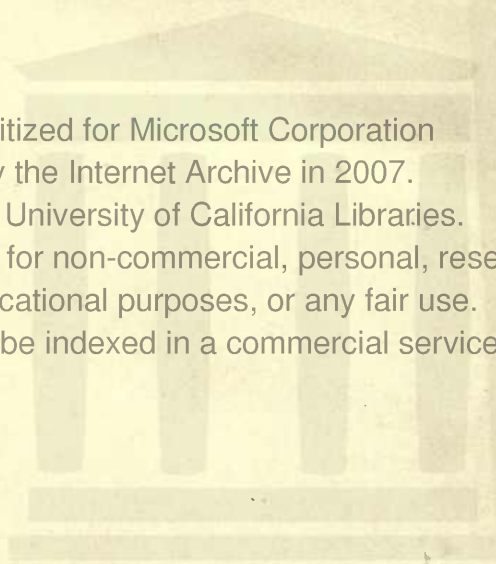 itized for Microsoft Corporation
y the Internet Archive in 2007.
University of California Libraries.
for non-commercial, personal, rese
cational purposes, or any fair use.
be indexed in a commercial service